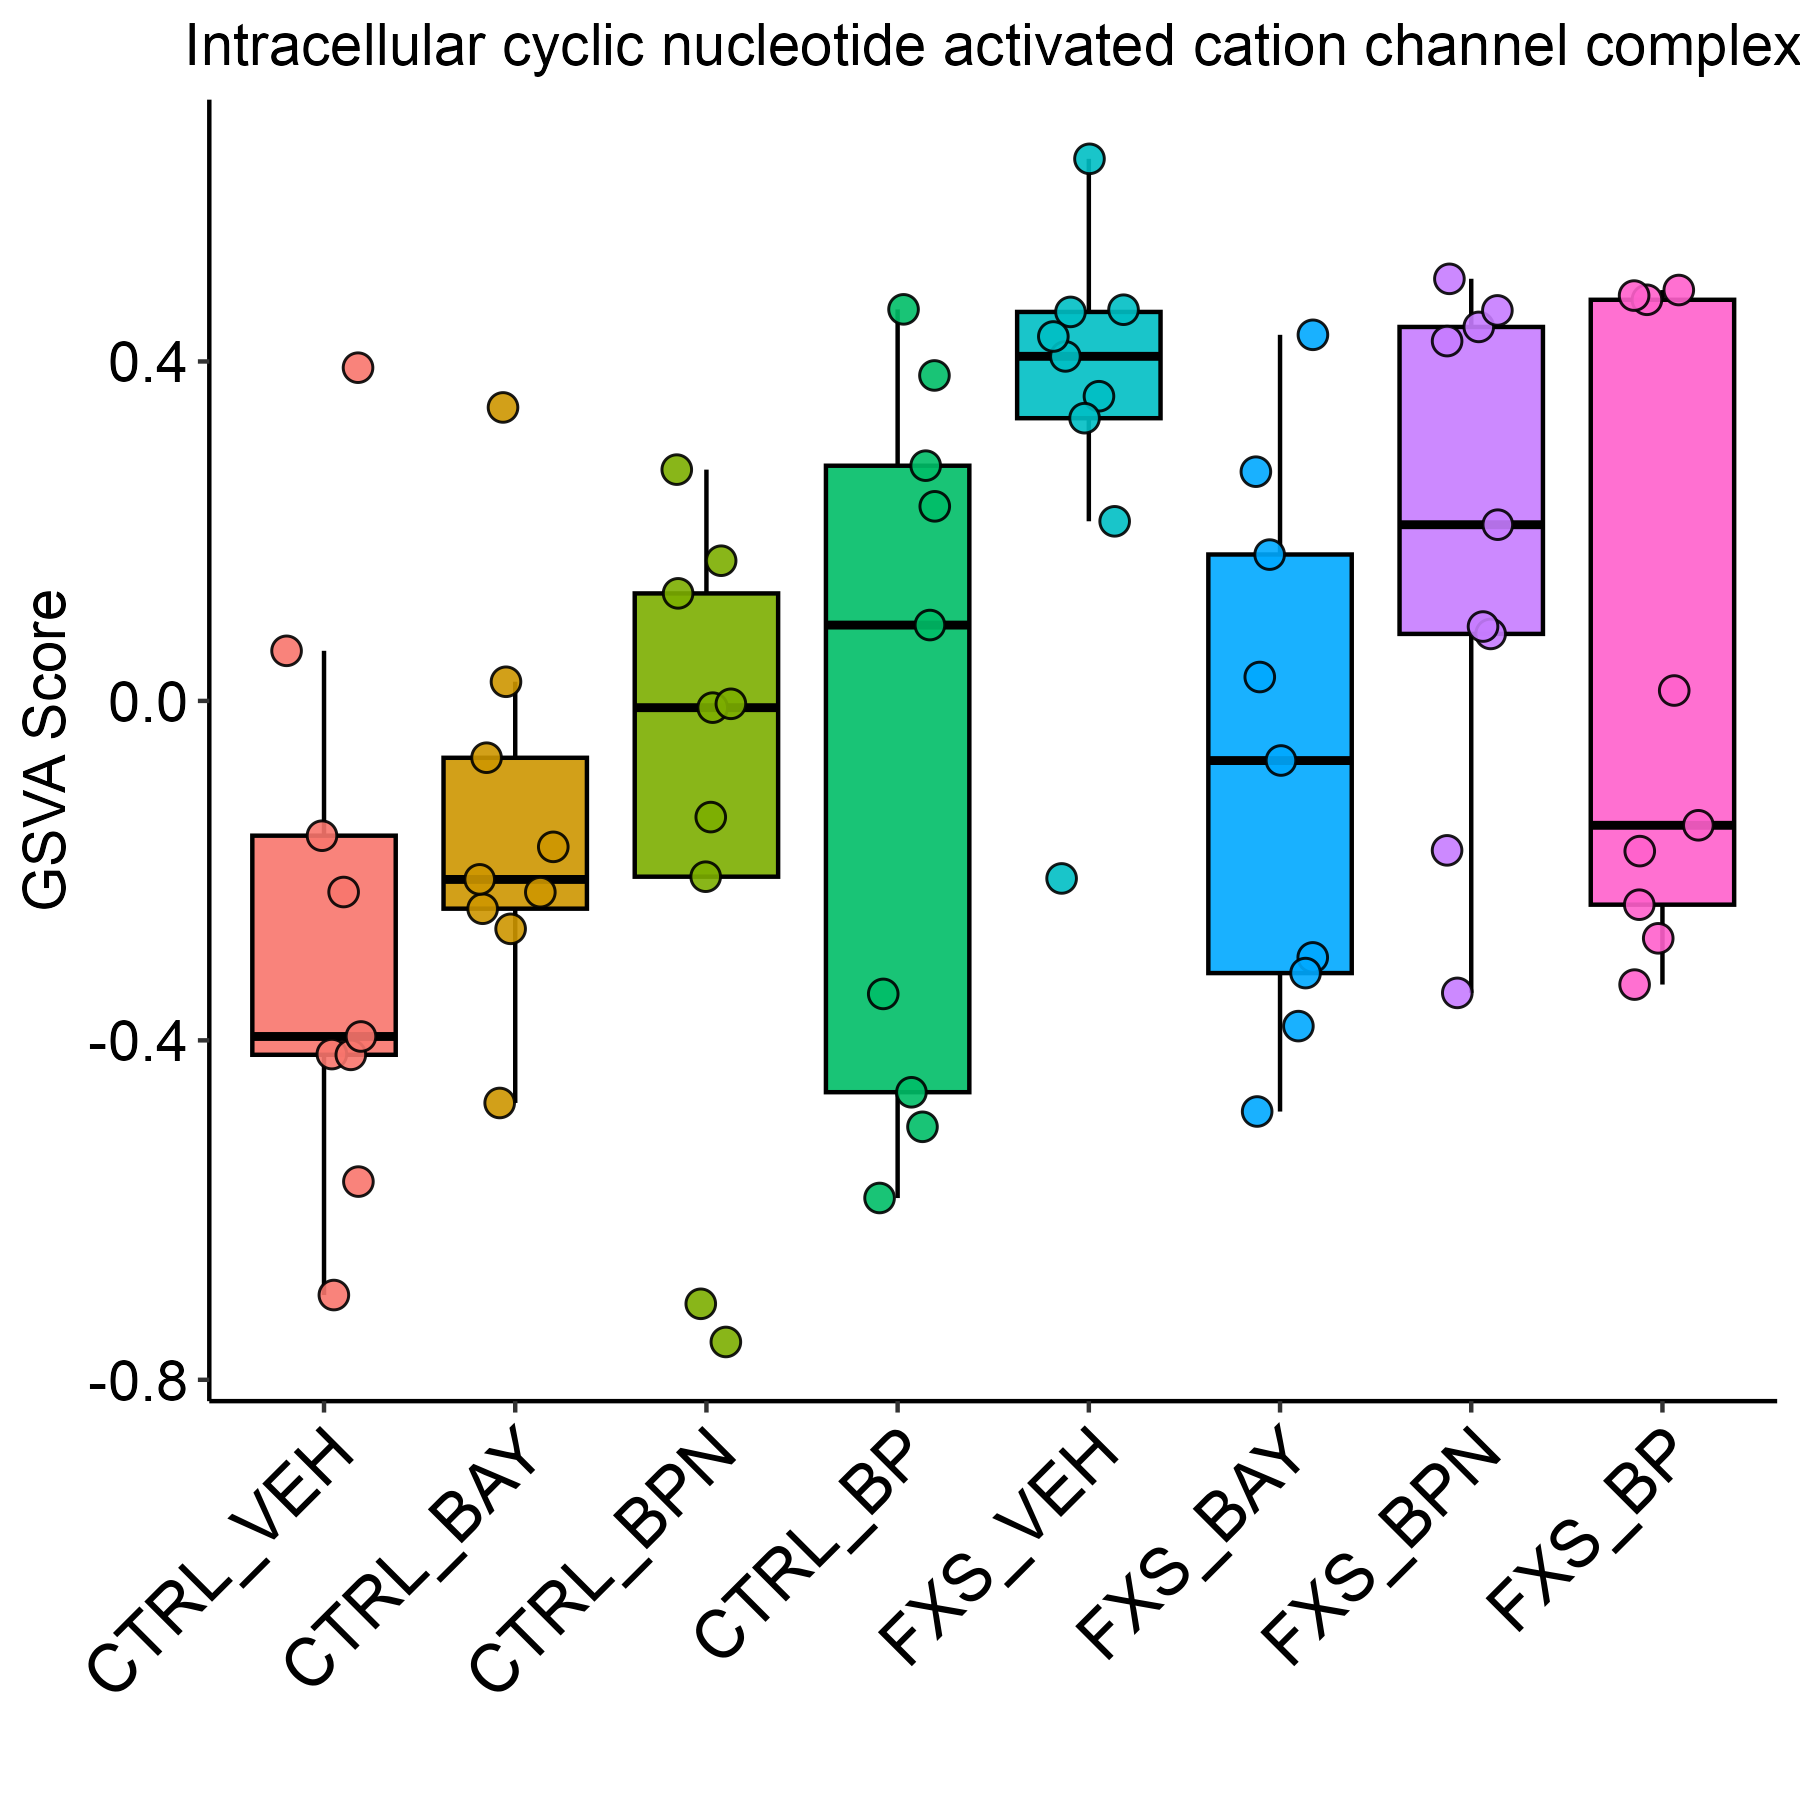 Intracellular cyclic nucleotide activated cation channel complex
GSVA Score
0.4
0.0
-0.4
-0.8
CTRL_VEH
CTRL_BAY
CTRL_BPN
CTRL_BP
FXS_VEH
FXS_BAY
FXS_BPN
FXS_BP